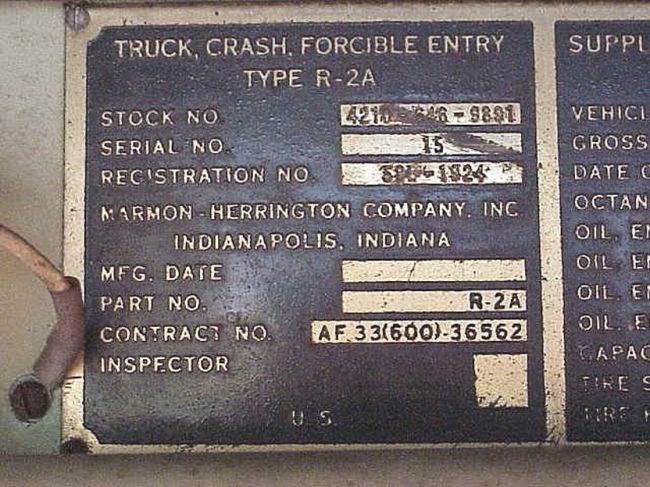 TRUCK, CRASH, FORCIBLE ENTRY
TYPE R-2A
STOCK NO.
SERIAL NO. 15
REGISTRATION NO.
MARMON-HERRINGTON COMPANY, INC
INDIANAPOLIS, INDIANA
MFG. DATE
PART NO. R-2A
CONTRACT NO. AF 33(600)-36562
INSPECTOR
U.S.
SUPPL
VEHICL
GROSS
DATE O
OCTAN
OIL, EN
OIL, EN
OIL, EN
OIL, E
CAPAC
TIRE S
TIRE